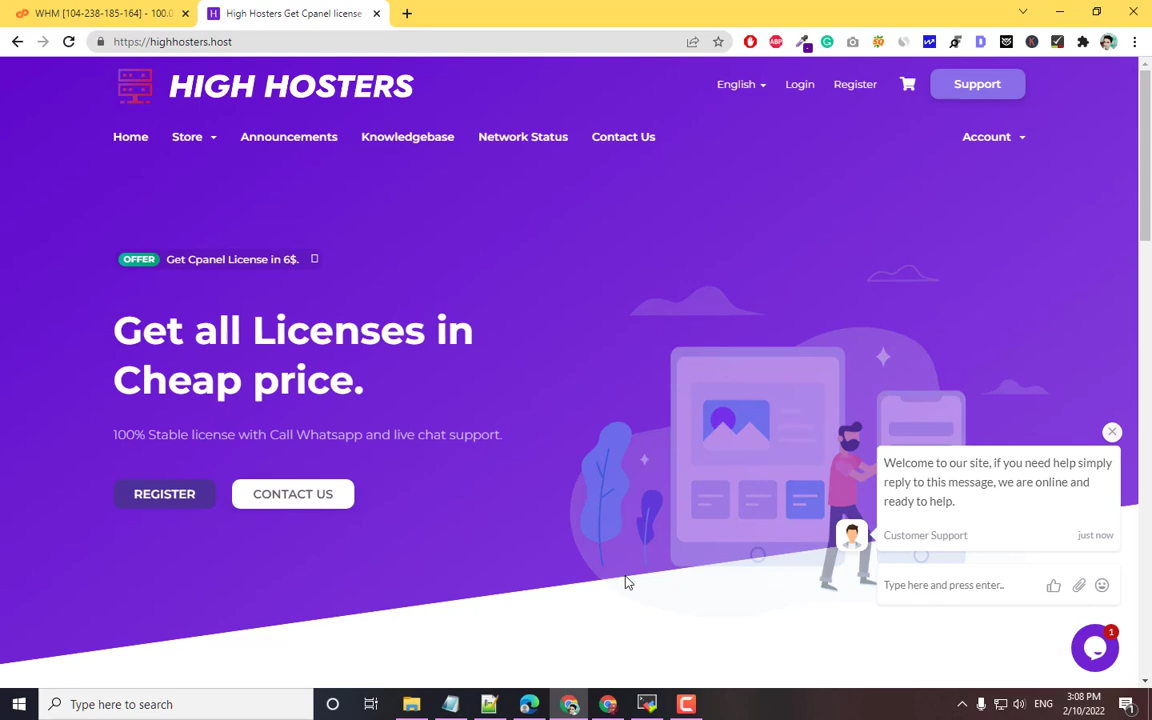 WHM [104-238-185-164] - 100.0
High Hosters Get Cpanel license
https://highhosters.host
HIGH HOSTERS
English
Login
Register
Support
Home
Store
Announcements
Knowledgebase
Network Status
Contact Us
Account
OFFER Get Cpanel License in 6$.
Get all Licenses in
Cheap price.
100% Stable license with Call Whatsapp and live chat support.
REGISTER
CONTACT US
Welcome to our site, if you need help simply
reply to this message, we are online and
ready to help.
Customer Support
just now
Type here and press enter..
1
Type here to search
ENG
3:08 PM
2/10/2022
1